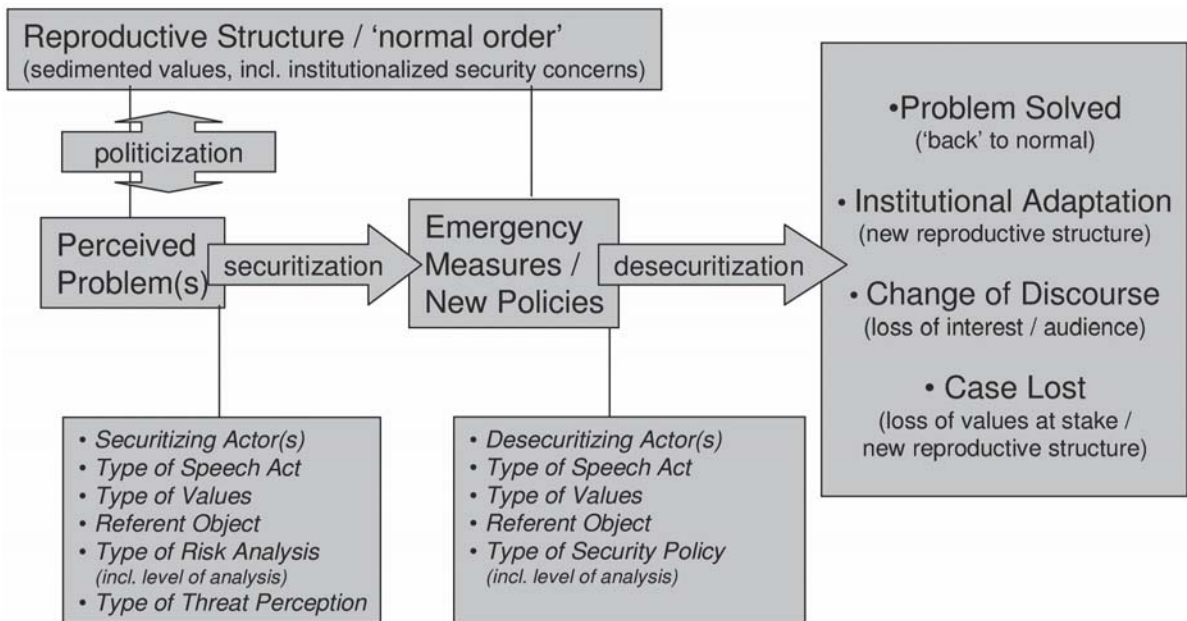 Reproductive Structure / ‘normal order’
(sedimented values, incl. institutionalized security concerns)
politicization
Perceived
Problem(s)
securitization
Emergency
Measures /
New Policies
desecuritization
•Problem Solved
(‘back’ to normal)
• Institutional Adaptation
(new reproductive structure)
• Change of Discourse
(loss of interest / audience)
• Case Lost
(loss of values at stake /
new reproductive structure)
• Securitizing Actor(s)
• Type of Speech Act
• Type of Values
• Referent Object
• Type of Risk Analysis
(incl. level of analysis)
• Type of Threat Perception
• Desecuritizing Actor(s)
• Type of Speech Act
• Type of Values
• Referent Object
• Type of Security Policy
(incl. level of analysis)